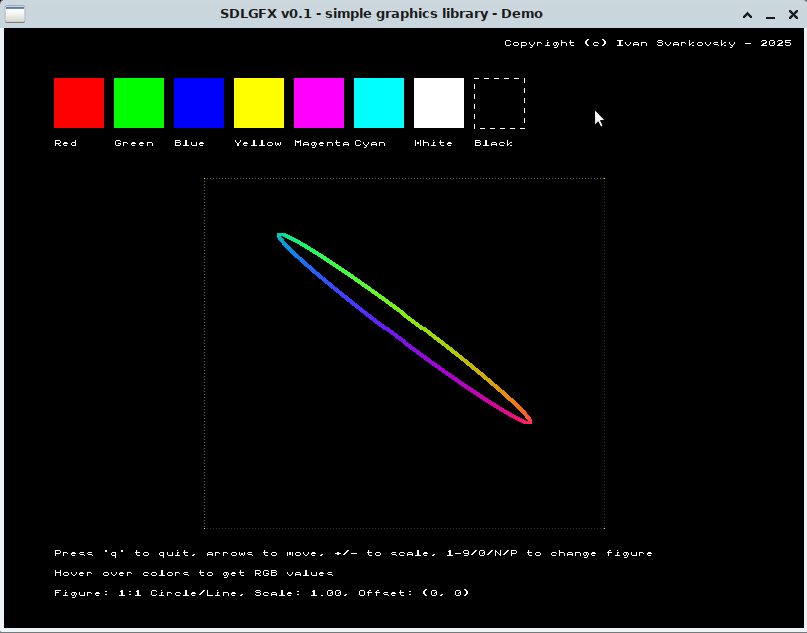 SDLGFX v0.1 - simple graphics library - Demo
Copyright (c) Ivan Svarkovsky - 2025
Red Green Blue Yellow Magenta Cyan White Black
Press 'q' to quit, arrows to move, +/- to scale, 1-9/0/N/P to change figure
Hover over colors to get RGB values
Figure: 1:1 Circle/Line, Scale: 1.00, Offset: (0, 0)